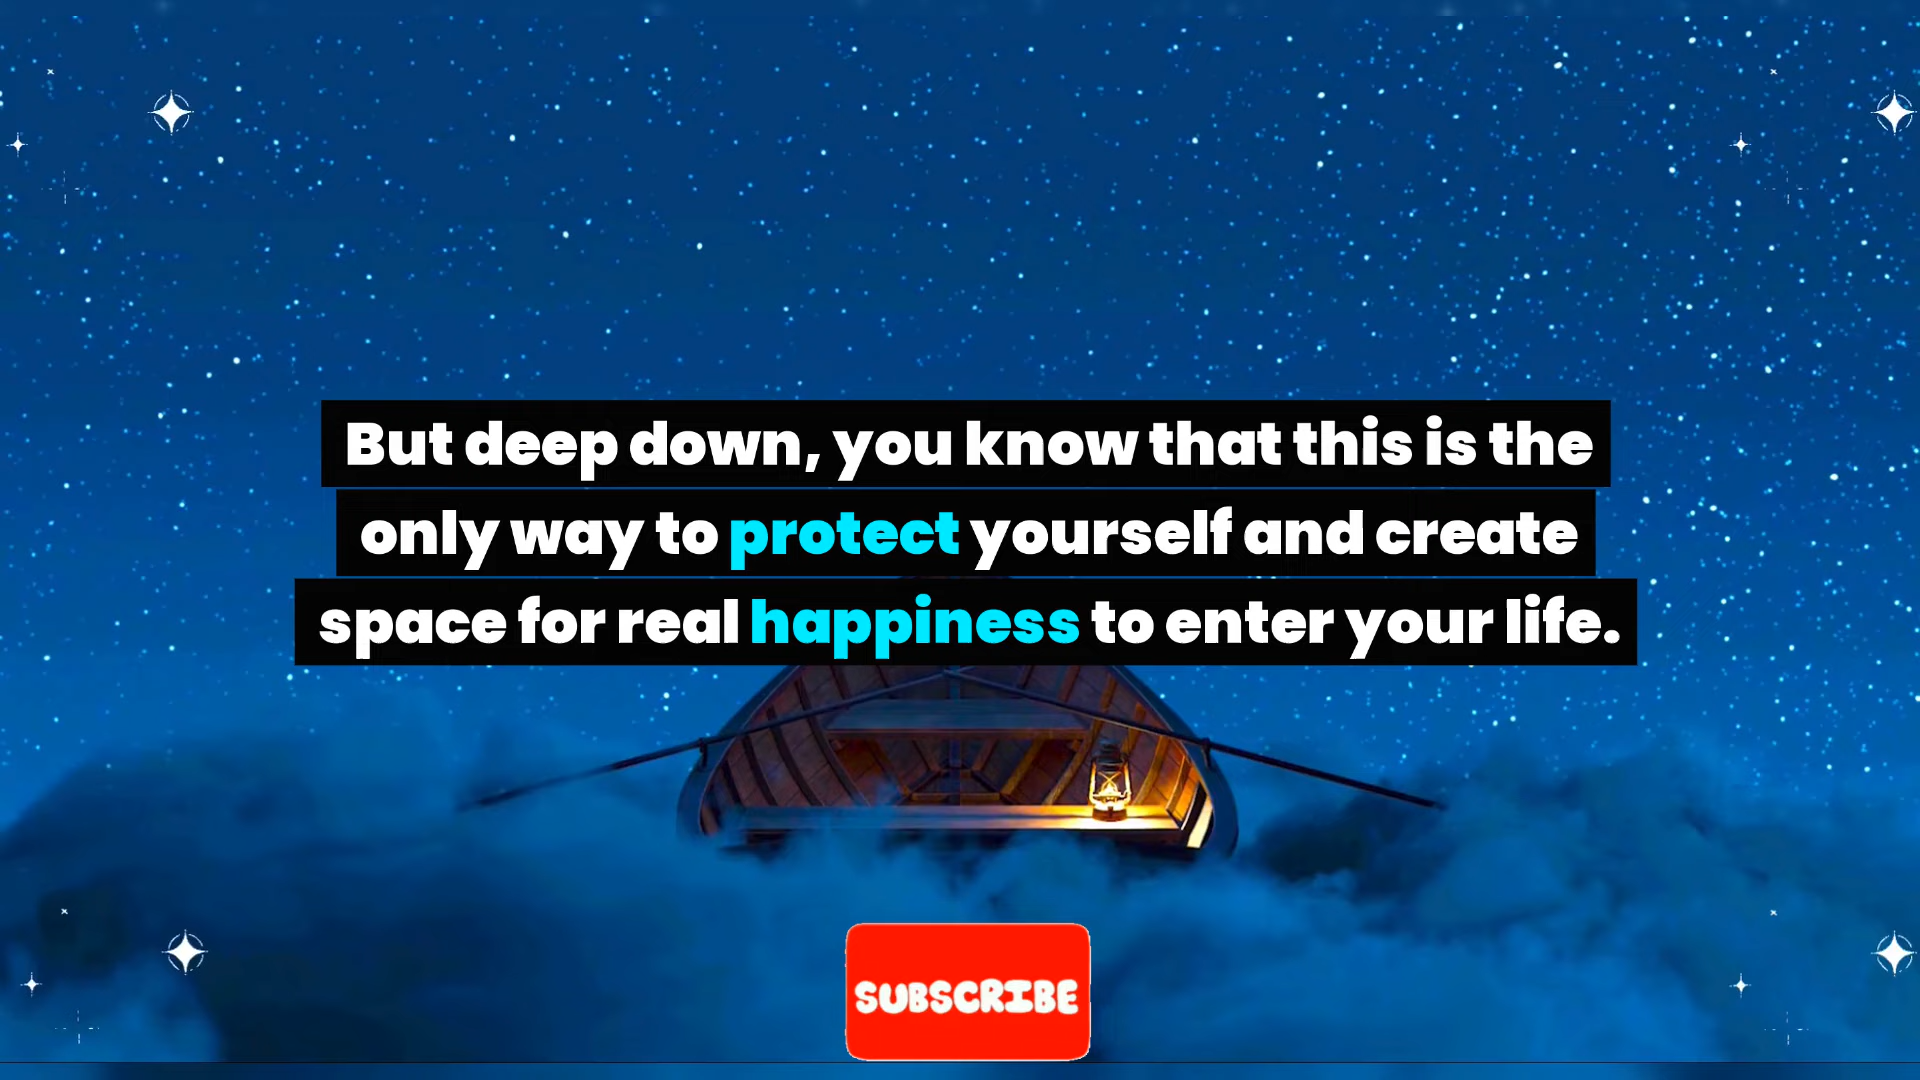 But deep down, you know that this is the
only way to protect yourself and create
space for real happiness to enter your life.
SUBSCRIBE